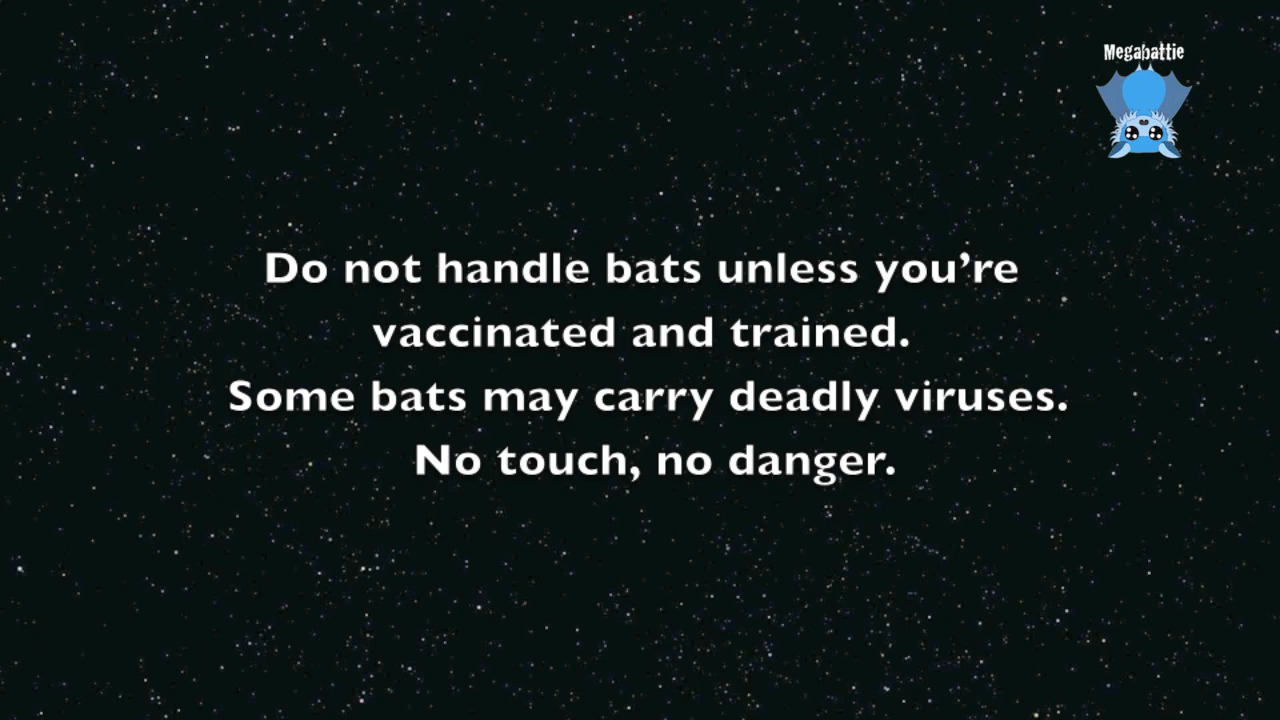 Megabattie
Do not handle bats unless you’re
vaccinated and trained.
Some bats may carry deadly viruses.
No touch, no danger.